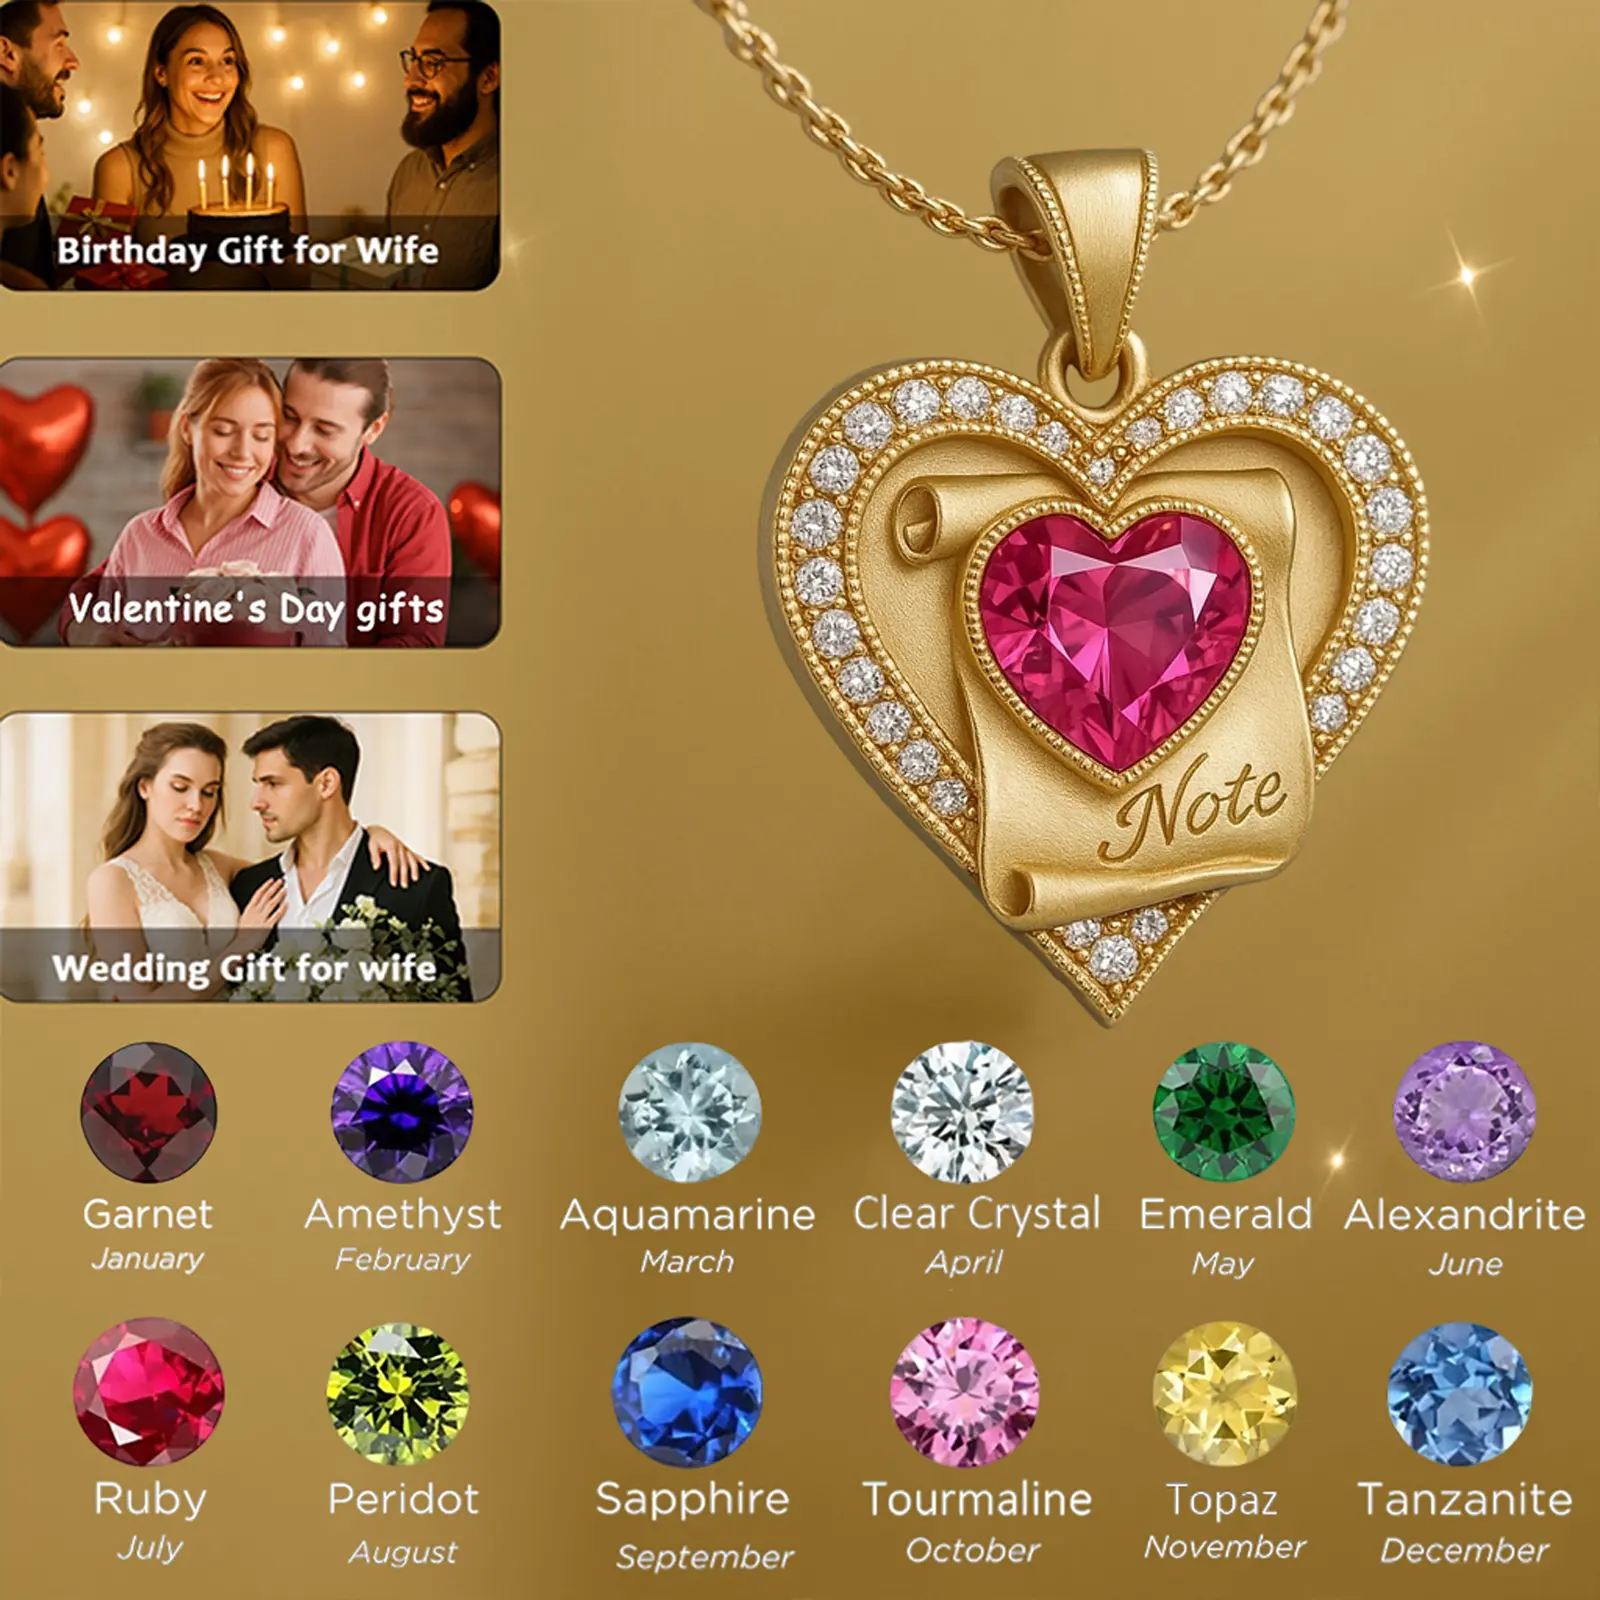 Birthday Gift for Wife
Valentine's Day gifts
Note
Wedding Gift for wife
Garnet
January
Amethyst
February
Aquamarine
March
Clear Crystal
April
Emerald
May
Alexandrite
June
Ruby
July
Peridot
August
Sapphire
September
Tourmaline
October
Topaz
November
Tanzanite
December